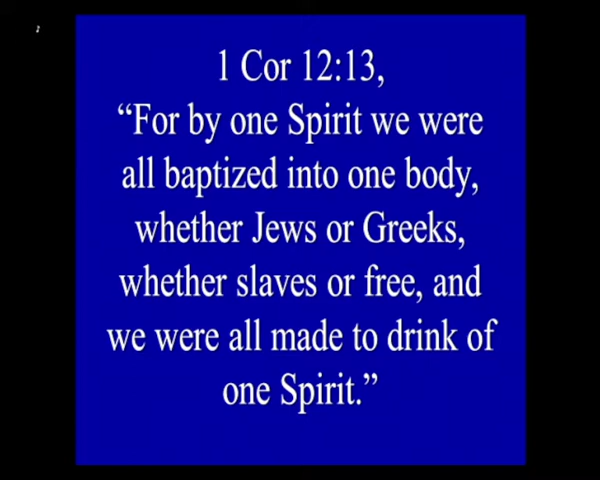 1 Cor 12:13,
“For by one Spirit we were
all baptized into one body,
whether Jews or Greeks,
whether slaves or free, and
we were all made to drink of
one Spirit.”